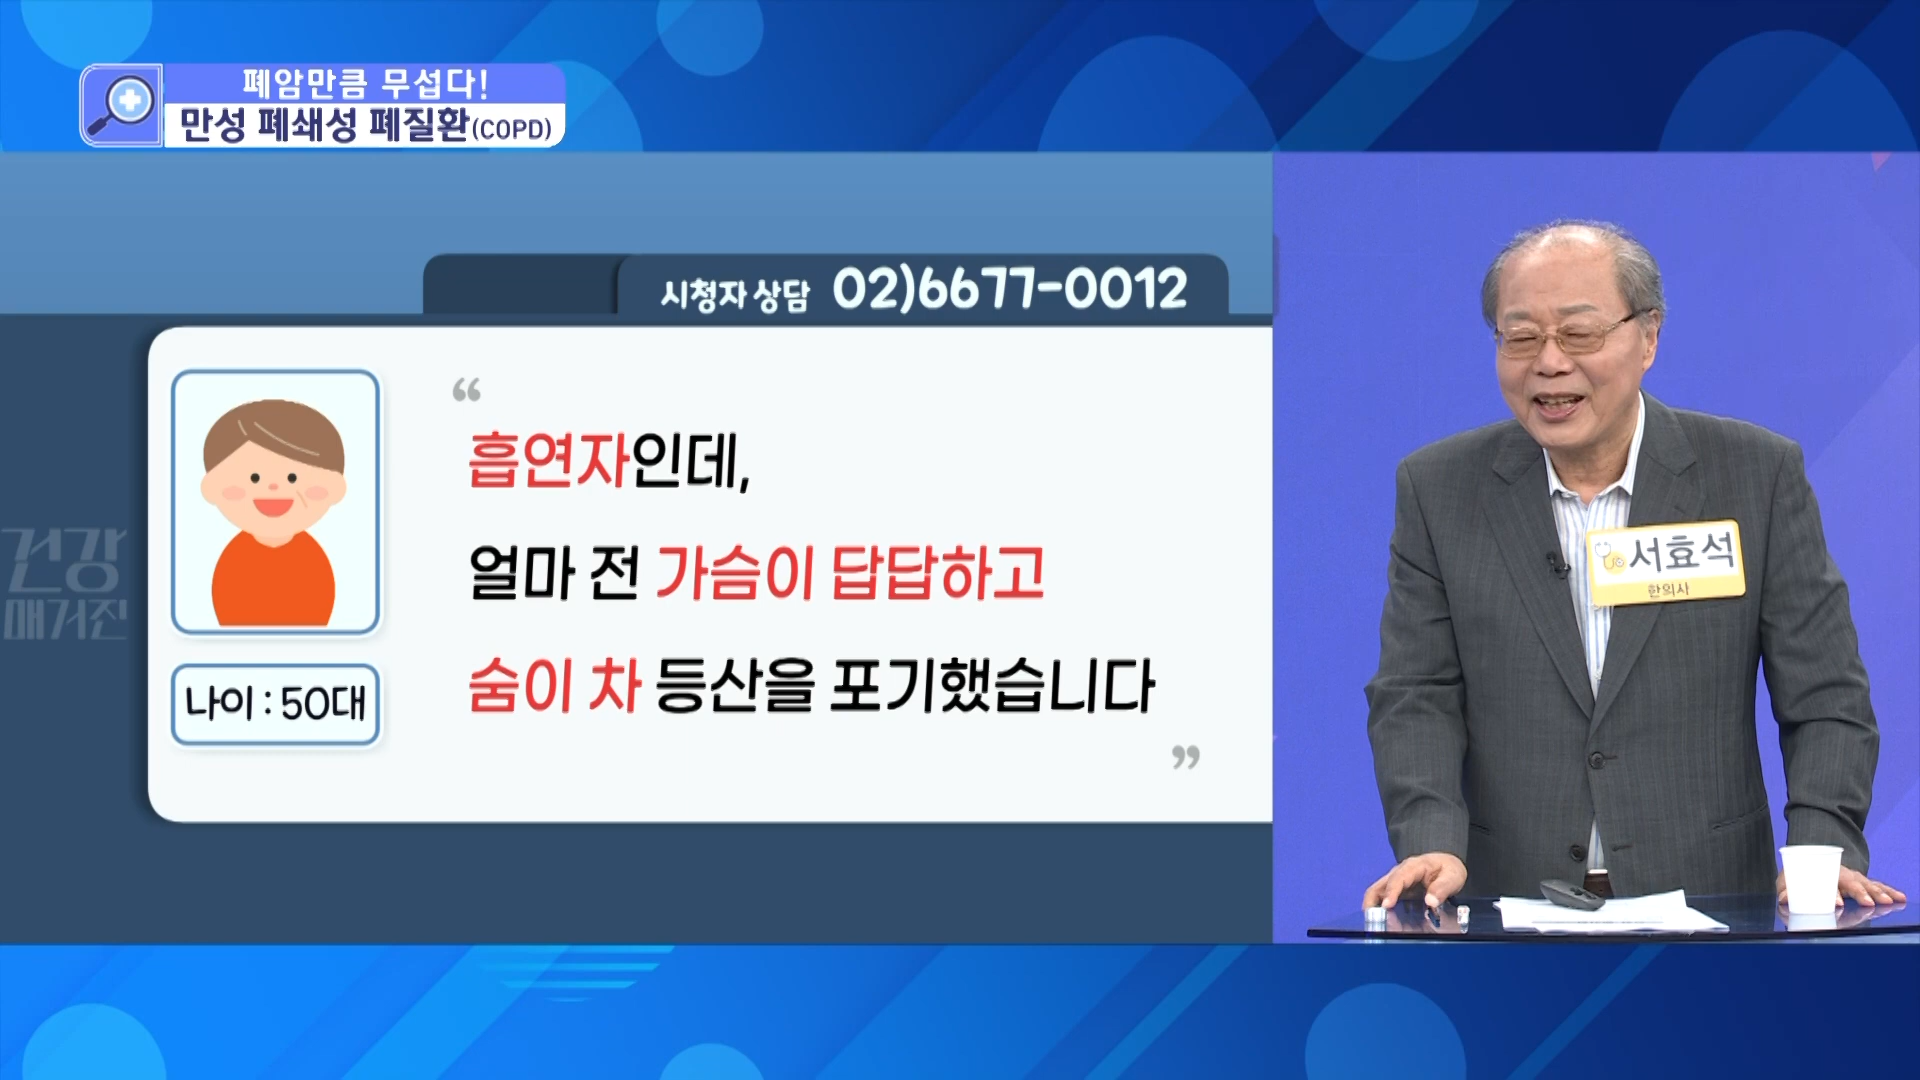 폐암만큼 무섭다!
만성 폐쇄성 폐질환(COPD)
시청자 상담 02)6677-0012
“
흡연자인데,
얼마 전 가슴이 답답하고
숨이 차 등산을 포기했습니다
”
나이 : 50대
건강
매거진
서효석
한의사